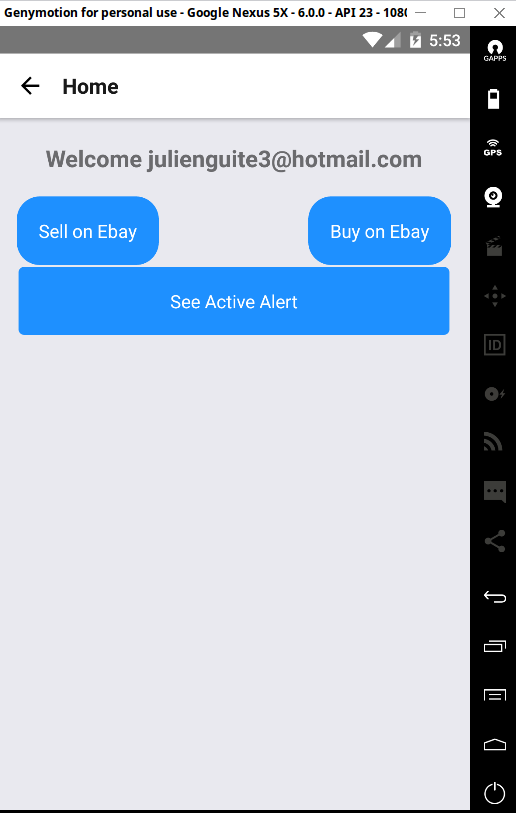 Genymotion for personal use - Google Nexus 5X - 6.0.0 - API 23 - 108
5:53
GAPPS
Home
GPS
Welcome julienguite3@hotmail.com
Sell on Ebay
Buy on Ebay
See Active Alert
ID